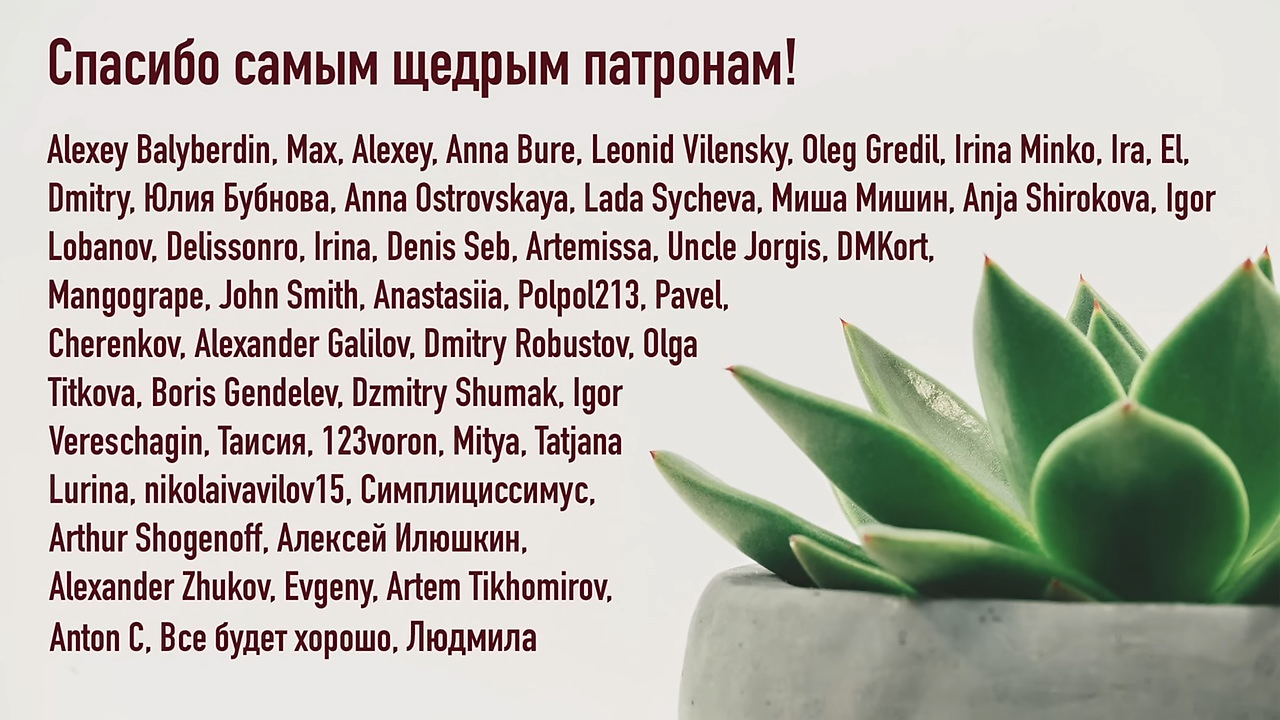 Спасибо самым щедрым патронам!
Alexey Balyberdin, Max, Alexey, Anna Bure, Leonid Vilensky, Oleg Gredil, Irina Minko, Ira, El,
Dmitry, Юлия Бубнова, Anna Ostrovskaya, Lada Sycheva, Миша Мишин, Anja Shirokova, Igor
Lobanov, Delissonro, Irina, Denis Seb, Artemissa, Uncle Jorgis, DMKort,
Mangogrape, John Smith, Anastasiia, Polpol213, Pavel,
Cherenkov, Alexander Galilov, Dmitry Robustov, Olga
Titkova, Boris Gendelev, Dzmitry Shumak, Igor
Vereschagin, Таисия, 123voron, Mitya, Tatjana
Lurina, nikolaivavilov15, Симплициссимус,
Arthur Shogenoff, Алексей Илюшкин,
Alexander Zhukov, Evgeny, Artem Tikhomirov,
Anton C, Все будет хорошо, Людмила